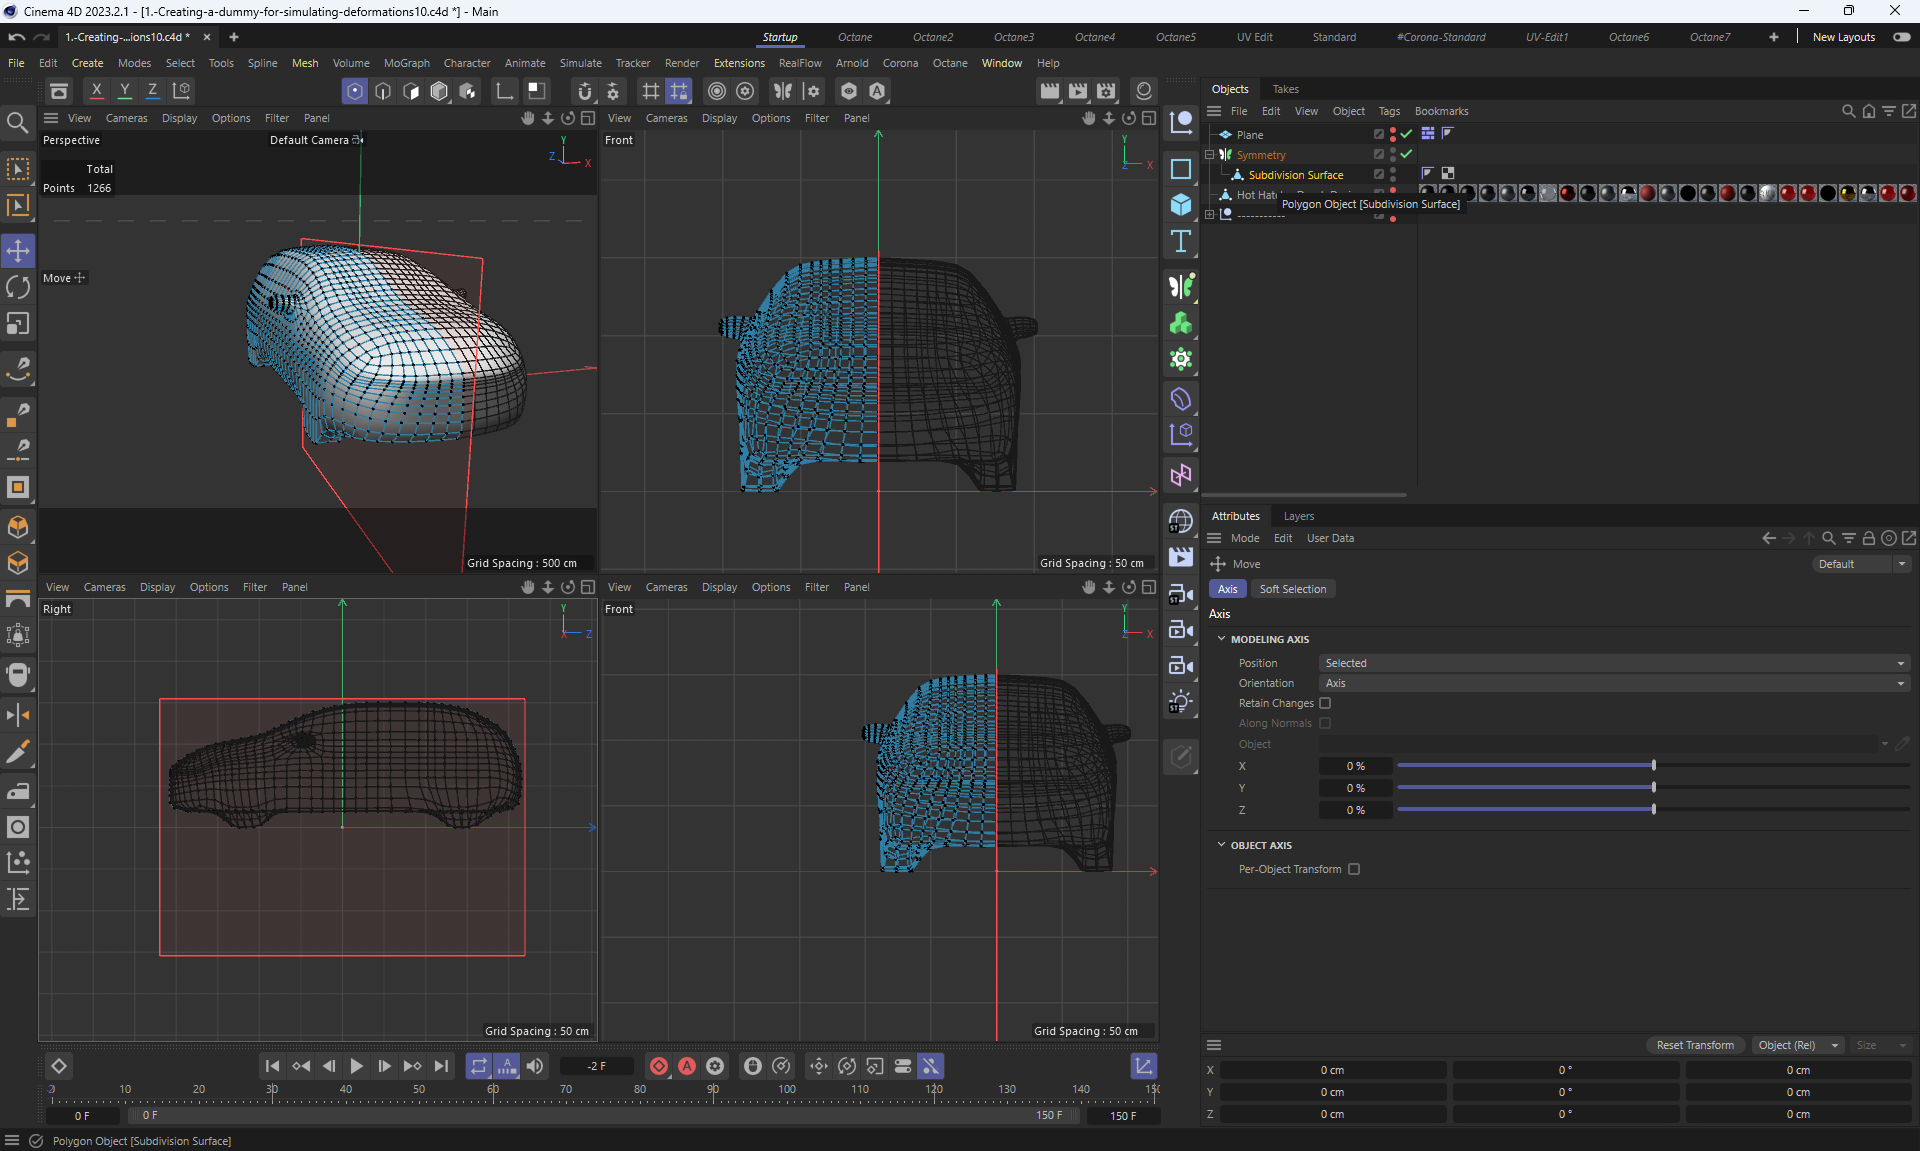 Cinema 4D 2023.2.1 - [1.-Creating-a-dummy-for-simulating-deformations10.c4d *] - Main
1.-Creating-...ions10.c4d *
Startup Octane Octane2 Octane3 Octane4 Octane5 UV Edit Standard #Corona-Standard UV-Edit1 Octane6 Octane7 New Layouts
File Edit Create Modes Select Tools Spline Mesh Volume MoGraph Character Animate Simulate Tracker Render Extensions RealFlow Arnold Corona Octane Window Help
X Y Z
Objects Takes
File Edit View Object Tags Bookmarks
View Cameras Display Options Filter Panel
View Cameras Display Options Filter Panel
Perspective
Default Camera
Y
Z
X
Front
Y
Z
X
Total
Points 1266
Move
Plane
Symmetry
Subdivision Surface
Hot Hat
Polygon Object [Subdivision Surface]
-----------
Grid Spacing : 500 cm
Grid Spacing : 50 cm
View Cameras Display Options Filter Panel
View Cameras Display Options Filter Panel
Right
Y
X
Z
Front
Y
Z
X
Grid Spacing : 50 cm
Grid Spacing : 50 cm
ST
ST
Attributes Layers
Mode Edit User Data
Move
Default
Axis Soft Selection
Axis
MODELING AXIS
Position Selected
Orientation Axis
Retain Changes
Along Normals
Object
X 0 %
Y 0 %
Z 0 %
OBJECT AXIS
Per-Object Transform
-2 F
Reset Transform Object (Rel) Size
X 0 cm 0 ° 0 cm
Y 0 cm 0 ° 0 cm
Z 0 cm 0 ° 0 cm
10 20 30 40 50 60 70 80 90 100 110 120 130 140 150
0 F 0 F 150 F 150 F
Polygon Object [Subdivision Surface]